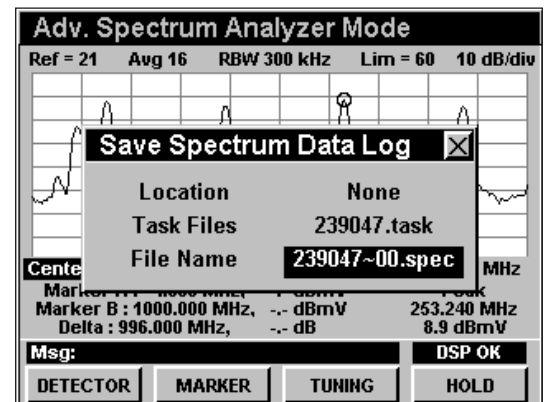 Adv. Spectrum Analyzer Mode
Ref = 21 Avg 16 RBW 300 kHz Lim = 60 10 dB/div
Save Spectrum Data Log
Location None
Task Files 239047.task
File Name 239047~00.spec
MHz
Marker B : 1000.000 MHz, -.- dBmV 253.240 MHz
Delta : 996.000 MHz, -.- dB 8.9 dBmV
Msg: DSP OK
DETECTOR MARKER TUNING HOLD